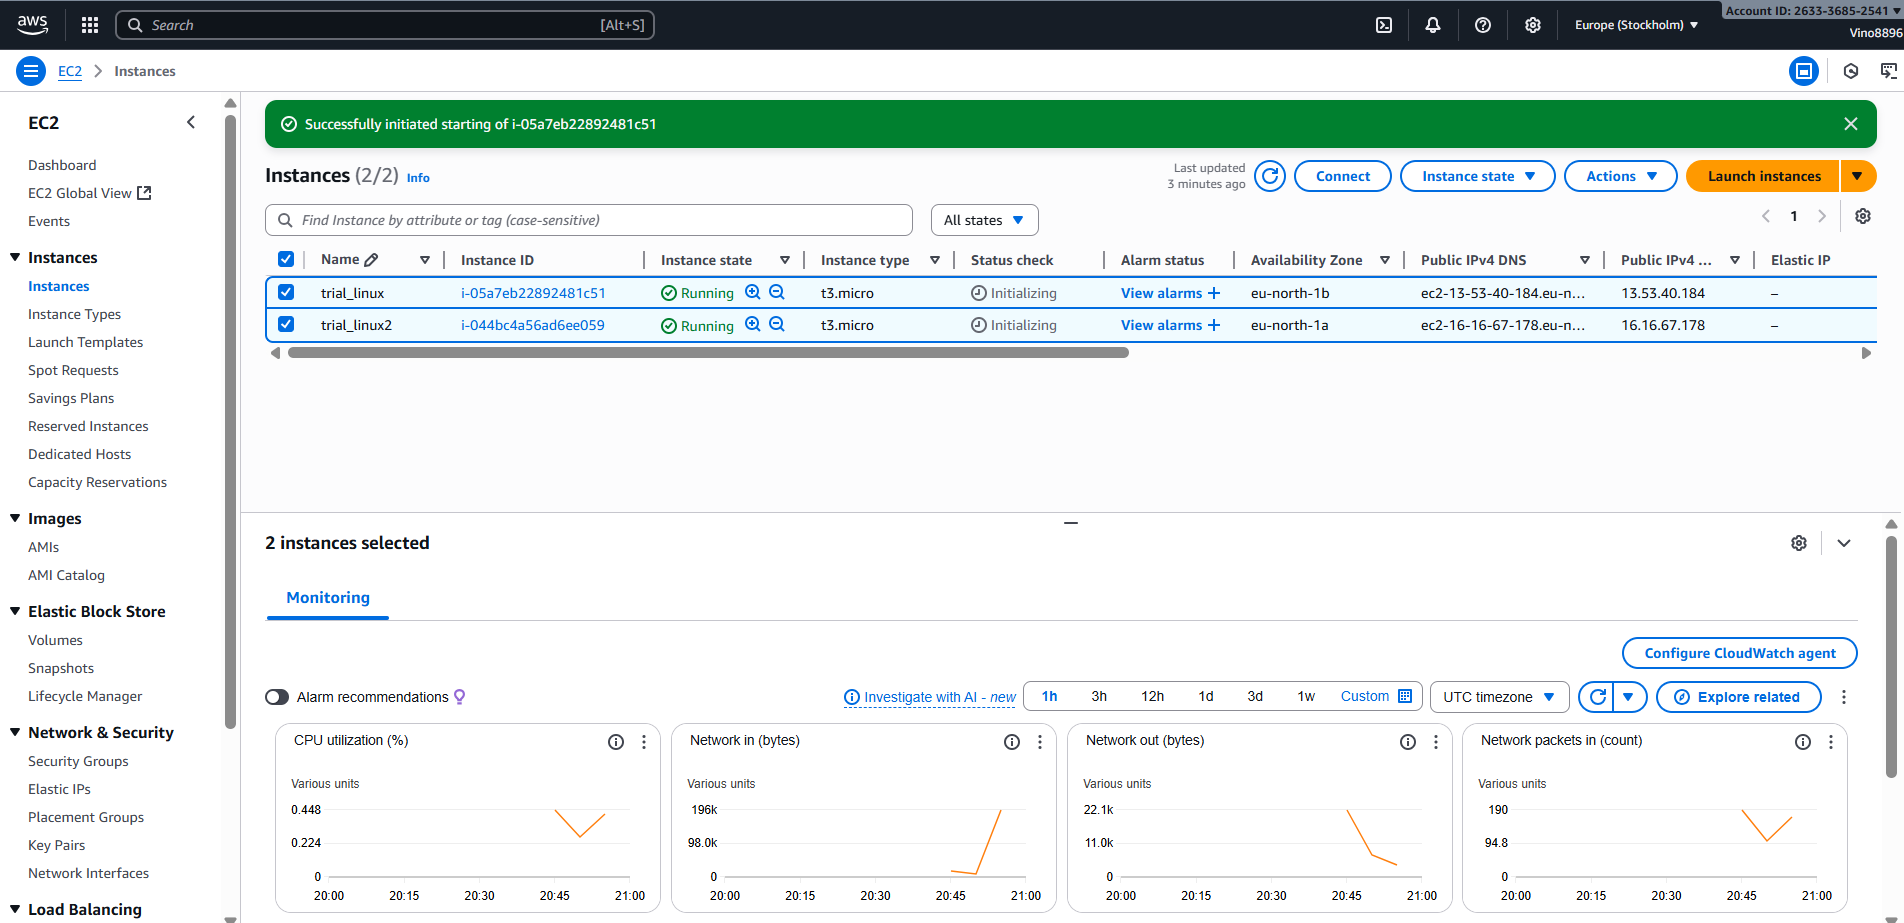 aws
Search [Alt+S]
Europe (Stockholm)
Account ID: 2633-3685-2541
Vino8896
EC2 Instances
EC2
Dashboard
EC2 Global View
Events
Instances
Instances
Instance Types
Launch Templates
Spot Requests
Savings Plans
Reserved Instances
Dedicated Hosts
Capacity Reservations
Images
AMIs
AMI Catalog
Elastic Block Store
Volumes
Snapshots
Lifecycle Manager
Network & Security
Security Groups
Elastic IPs
Placement Groups
Key Pairs
Network Interfaces
Load Balancing
Successfully initiated starting of i-05a7eb22892481c51
Instances (2/2) Info
Last updated
3 minutes ago
Connect
Instance state
Actions
Launch instances
Find Instance by attribute or tag (case-sensitive)
All states
1
Name Instance ID Instance state Instance type Status check Alarm status Availability Zone Public IPv4 DNS Public IPv4 ... Elastic IP
trial_linux i-05a7eb22892481c51 Running t3.micro Initializing View alarms + eu-north-1b ec2-13-53-40-184.eu-n... 13.53.40.184 –
trial_linux2 i-044bc4a56ad6ee059 Running t3.micro Initializing View alarms + eu-north-1a ec2-16-16-67-178.eu-n... 16.16.67.178 –
2 instances selected
Monitoring
Configure CloudWatch agent
Alarm recommendations
Investigate with AI - new
1h 3h 12h 1d 3d 1w Custom
UTC timezone
Explore related
CPU utilization (%)
Various units
0.448
0.224
0
20:00 20:15 20:30 20:45 21:00
Network in (bytes)
Various units
196k
98.0k
0
20:00 20:15 20:30 20:45 21:00
Network out (bytes)
Various units
22.1k
11.0k
0
20:00 20:15 20:30 20:45 21:00
Network packets in (count)
Various units
190
94.8
0
20:00 20:15 20:30 20:45 21:00